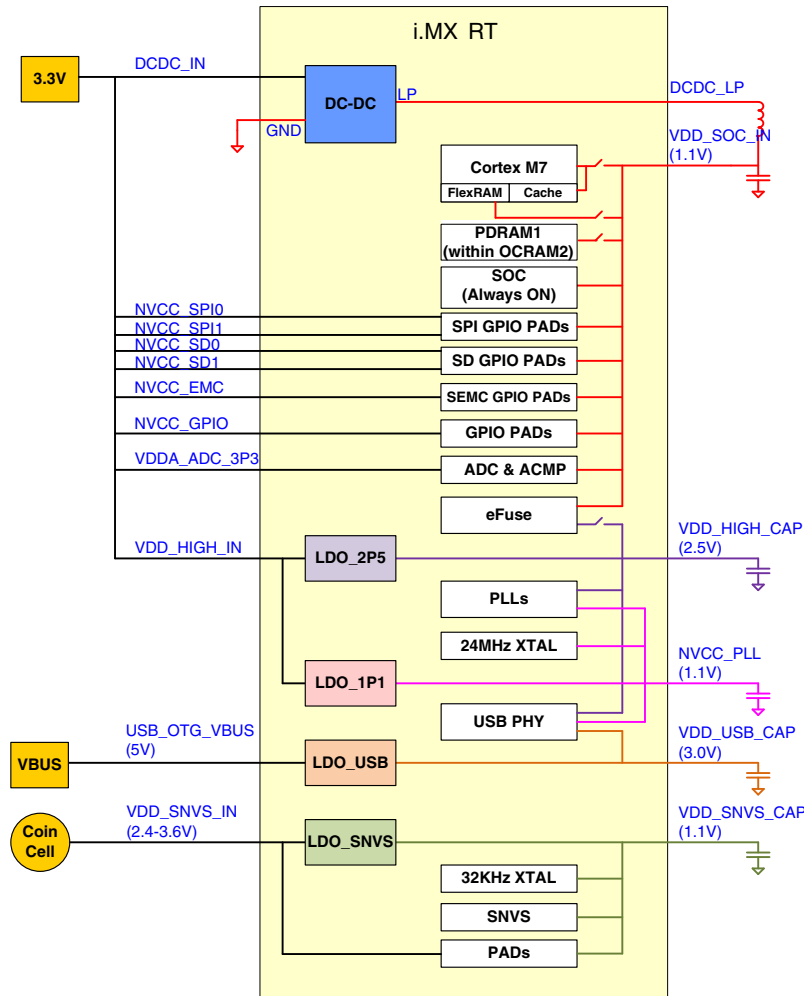 i.MX RT
DCDC_IN
3.3V
DC-DC
LP
DCDC_LP
GND
VDD_SOC_IN
(1.1V)
Cortex M7
FlexRAM
Cache
PDRAM1
(within OCRAM2)
SOC
(Always ON)
NVCC_SPI0
NVCC_SPI1
SPI GPIO PADs
NVCC_SD0
NVCC_SD1
SD GPIO PADs
NVCC_EMC
SEMC GPIO PADs
NVCC_GPIO
GPIO PADs
VDDA_ADC_3P3
ADC & ACMP
eFuse
VDD_HIGH_IN
LDO_2P5
VDD_HIGH_CAP
(2.5V)
PLLs
24MHz XTAL
LDO_1P1
NVCC_PLL
(1.1V)
USB PHY
USB_OTG_VBUS
(5V)
VBUS
LDO_USB
VDD_USB_CAP
(3.0V)
VDD_SNVS_IN
(2.4-3.6V)
Coin
Cell
LDO_SNVS
VDD_SNVS_CAP
(1.1V)
32KHz XTAL
SNVS
PADs